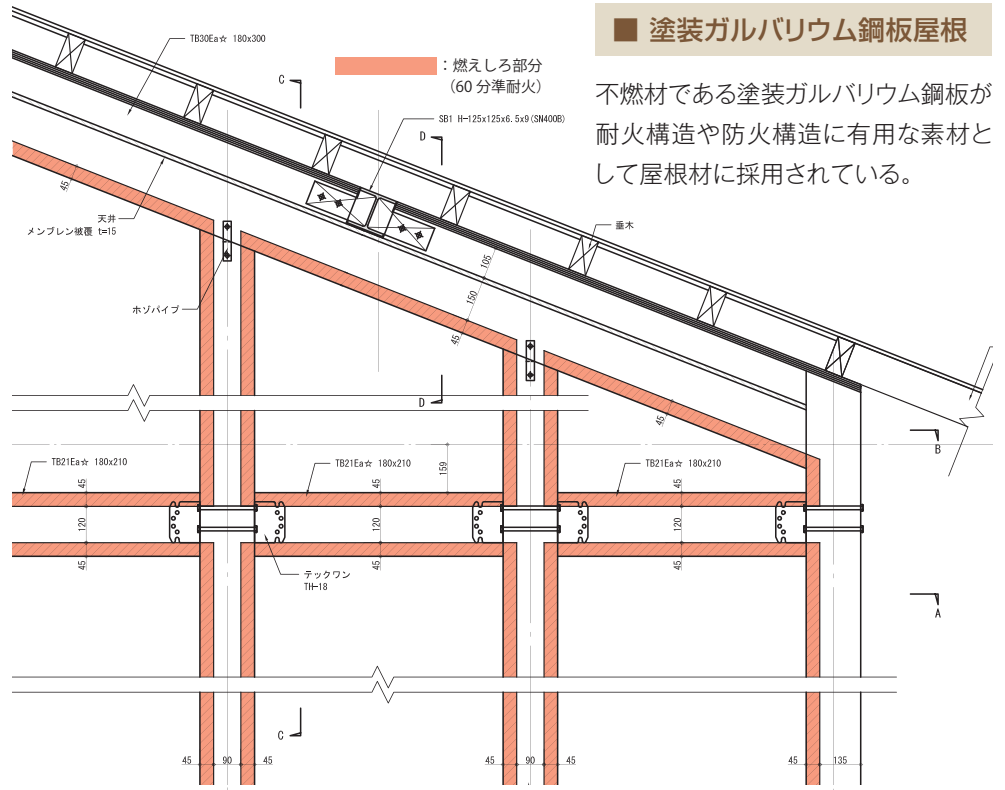 ■ 塗装ガルバリウム鋼板屋根
不燃材である塗装ガルバリウム鋼板が
耐火構造や防火構造に有用な素材と
して屋根材に採用されている。
：燃えしろ部分
（60 分準耐火）
TB30Ea☆ 180x300
C
SB1 H-125x125x6.5x9(SN400B)
D
45
天井
メンブレン被覆 t=15
垂木
ホゾパイプ
105
150
45
D
45
B
159
TB21Ea☆ 180x210
TB21Ea☆ 180x210
TB21Ea☆ 180x210
45
45
45
120
120
120
45
45
45
テックワン
TH-18
A
C
45 90 45
45 90 45
45 135